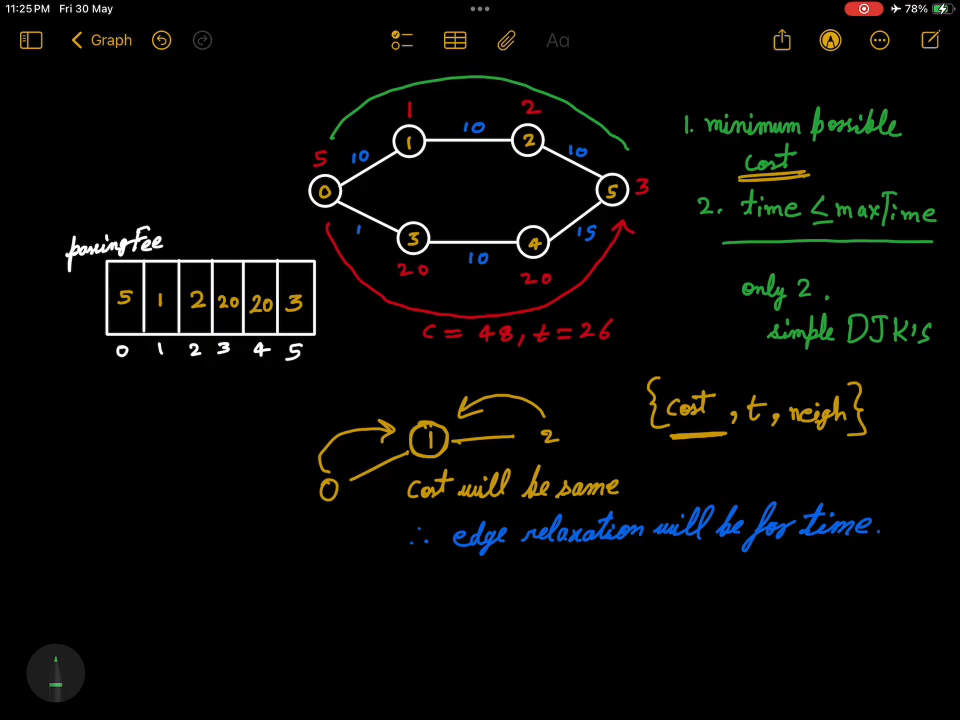 11:25 PM Fri 30 May
78%
Graph
Aa
1 2
10
5 10 1 2 10
0 5 3
1 3 4 15
10
20 20
C = 48, t = 26
1. minimum possible
cost
2. time ≤ maxTime
only 2.
simple DJK's
passingFee
5 1 2 20 20 3
0 1 2 3 4 5
{cost, t, neigh}
1 2
0
cost will be same
∴ edge relaxation will be for time.